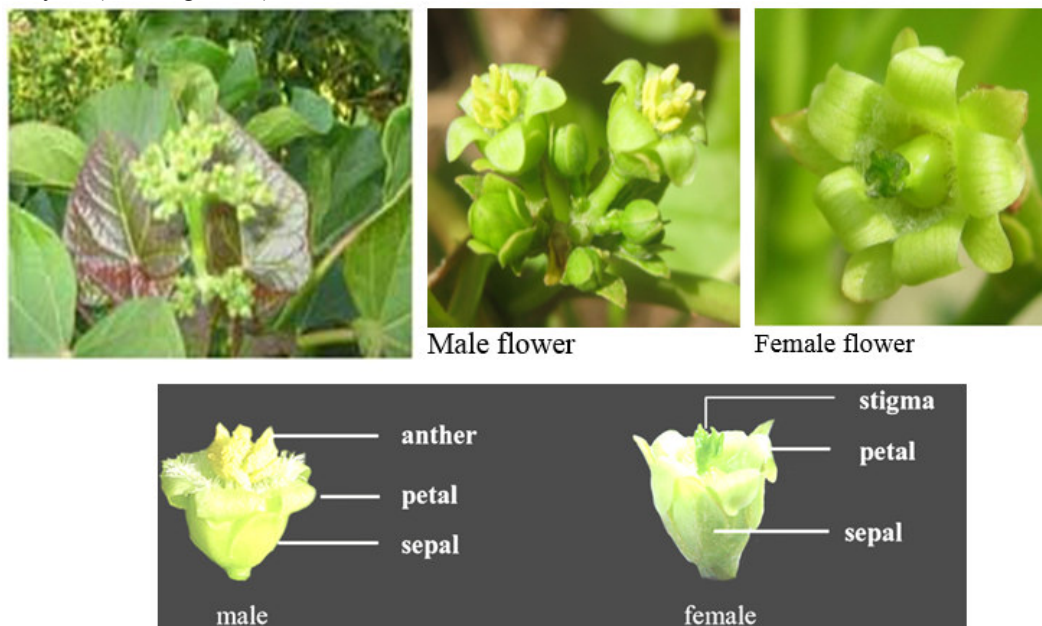 Male flower
Female flower
stigma
anther
petal
petal
sepal
sepal
male
female